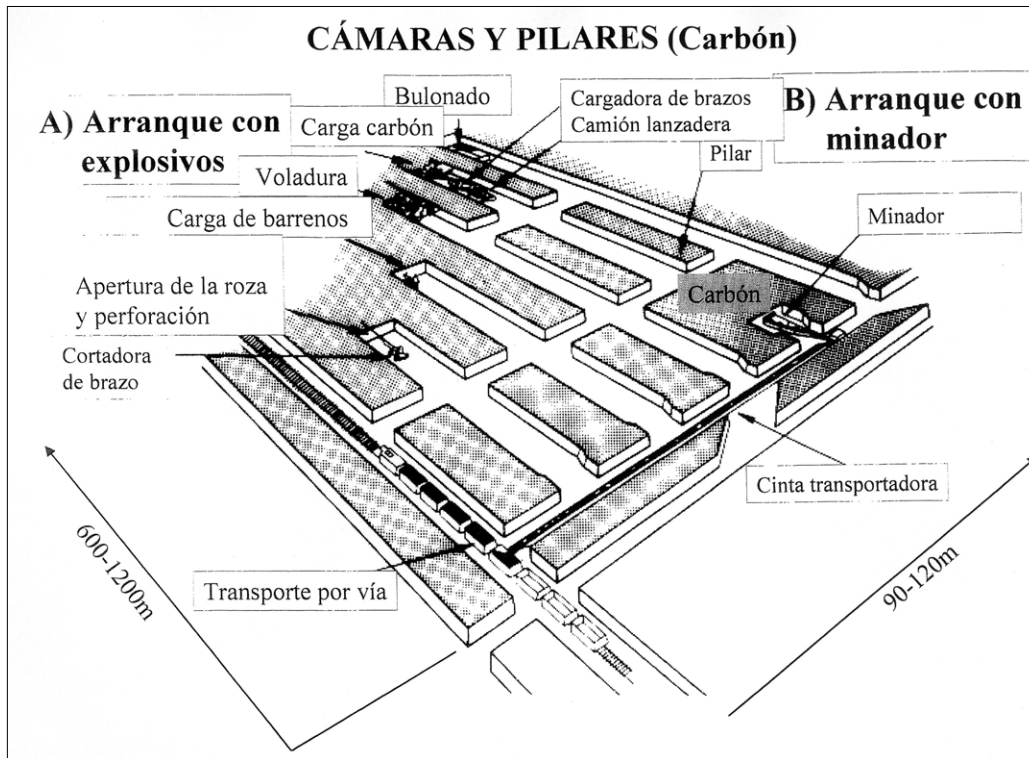 CÁMARAS Y PILARES (Carbón)
A) Arranque con
explosivos
Bulonado
Carga carbón
Cargadora de brazos
Camión lanzadera
B) Arranque con
minador
Pilar
Voladura
Carga de barrenos
Minador
Apertura de la roza
y perforación
Carbón
Cortadora
de brazo
Cinta transportadora
600-1200m
Transporte por vía
90-120m